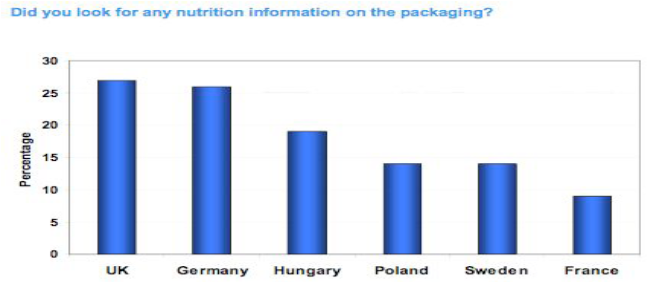 Did you look for any nutrition information on the packaging?
30
25
20
15
10
5
0
Percentage
UK Germany Hungary Poland Sweden France